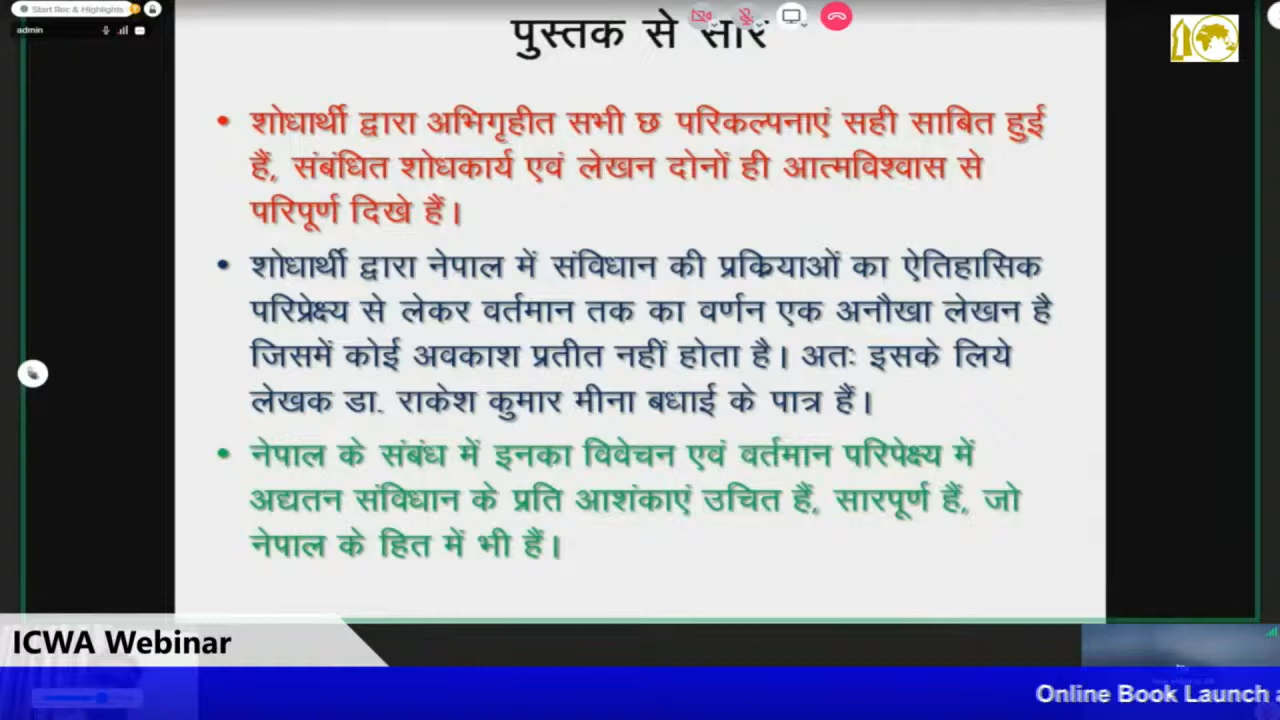 Start Rec & Highlights
admin
पुस्तक से सार
• शोधार्थी द्वारा अभिगृहीत सभी छ परिकल्पनाएं सही साबित हुई
हैं, संबंधित शोधकार्य एवं लेखन दोनों ही आत्मविश्वास से
परिपूर्ण दिखे हैं।
• शोधार्थी द्वारा नेपाल में संविधान की प्रकियाओं का ऐतिहासिक
परिप्रेक्ष्य से लेकर वर्तमान तक का वर्णन एक अनौखा लेखन है
जिसमें कोई अवकाश प्रतीत नहीं होता है। अतः इसके लिये
लेखक डा. राकेश कुमार मीना बधाई के पात्र हैं।
• नेपाल के संबंध में इनका विवेचन एवं वर्तमान परिपेक्ष्य में
अद्यतन संविधान के प्रति आशंकाएं उचित हैं, सारपूर्ण हैं, जो
नेपाल के हित में भी हैं।
ICWA Webinar
Online Book Launch